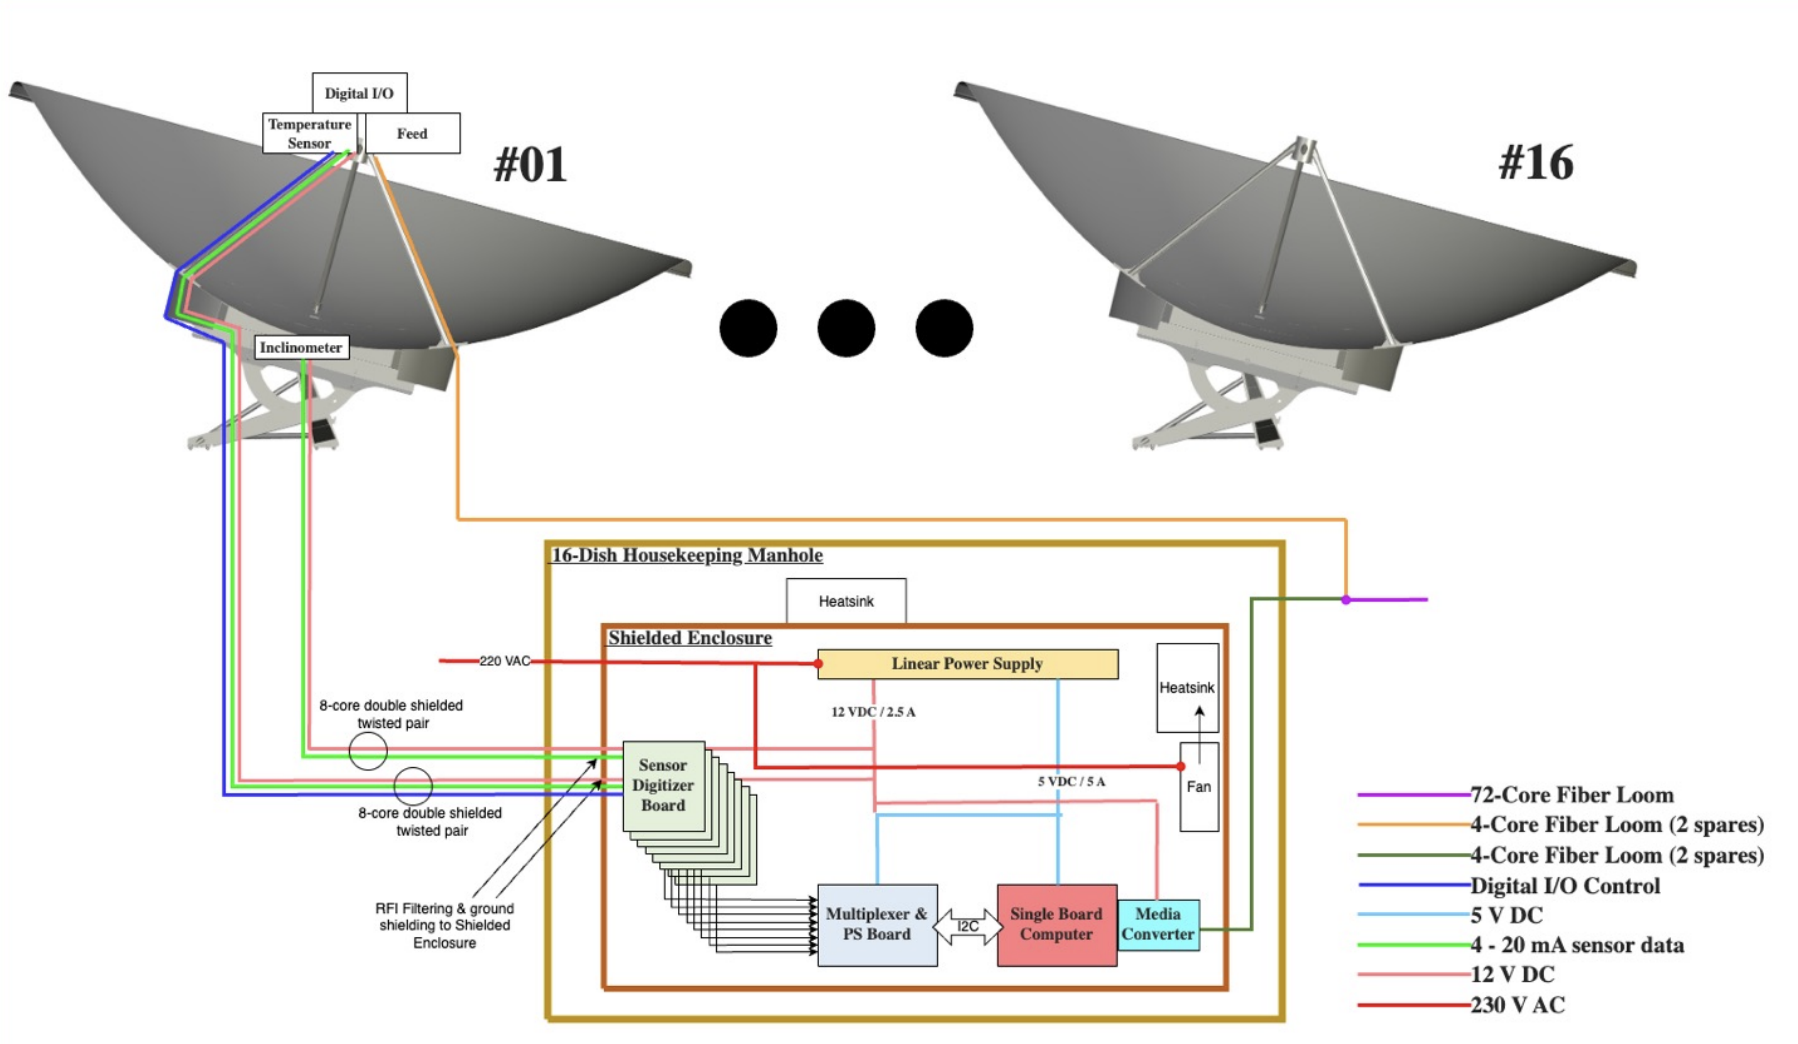 Digital I/O
Temperature
Sensor
Feed
#01
#16
Inclinometer
16-Dish Housekeeping Manhole
Heatsink
Shielded Enclosure
220 VAC
Linear Power Supply
Heatsink
12 VDC / 2.5 A
8-core double shielded
twisted pair
Sensor
Digitizer
Board
5 VDC / 5 A
Fan
8-core double shielded
twisted pair
RFI Filtering & ground
shielding to Shielded
Enclosure
Multiplexer &
PS Board
I2C
Single Board
Computer
Media
Converter
72-Core Fiber Loom
4-Core Fiber Loom (2 spares)
4-Core Fiber Loom (2 spares)
Digital I/O Control
5 V DC
4 - 20 mA sensor data
12 V DC
230 V AC